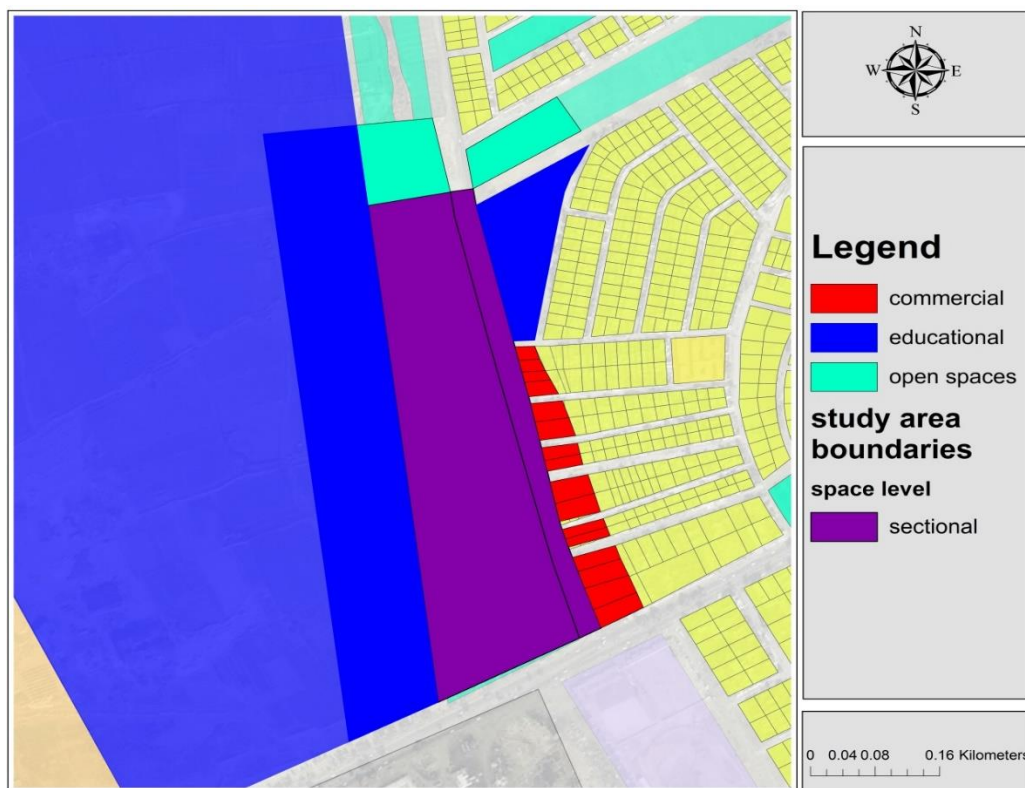 N
W E
S
Legend
commercial
educational
open spaces
study area
boundaries
space level
sectional
0 0.04 0.08 0.16 Kilometers